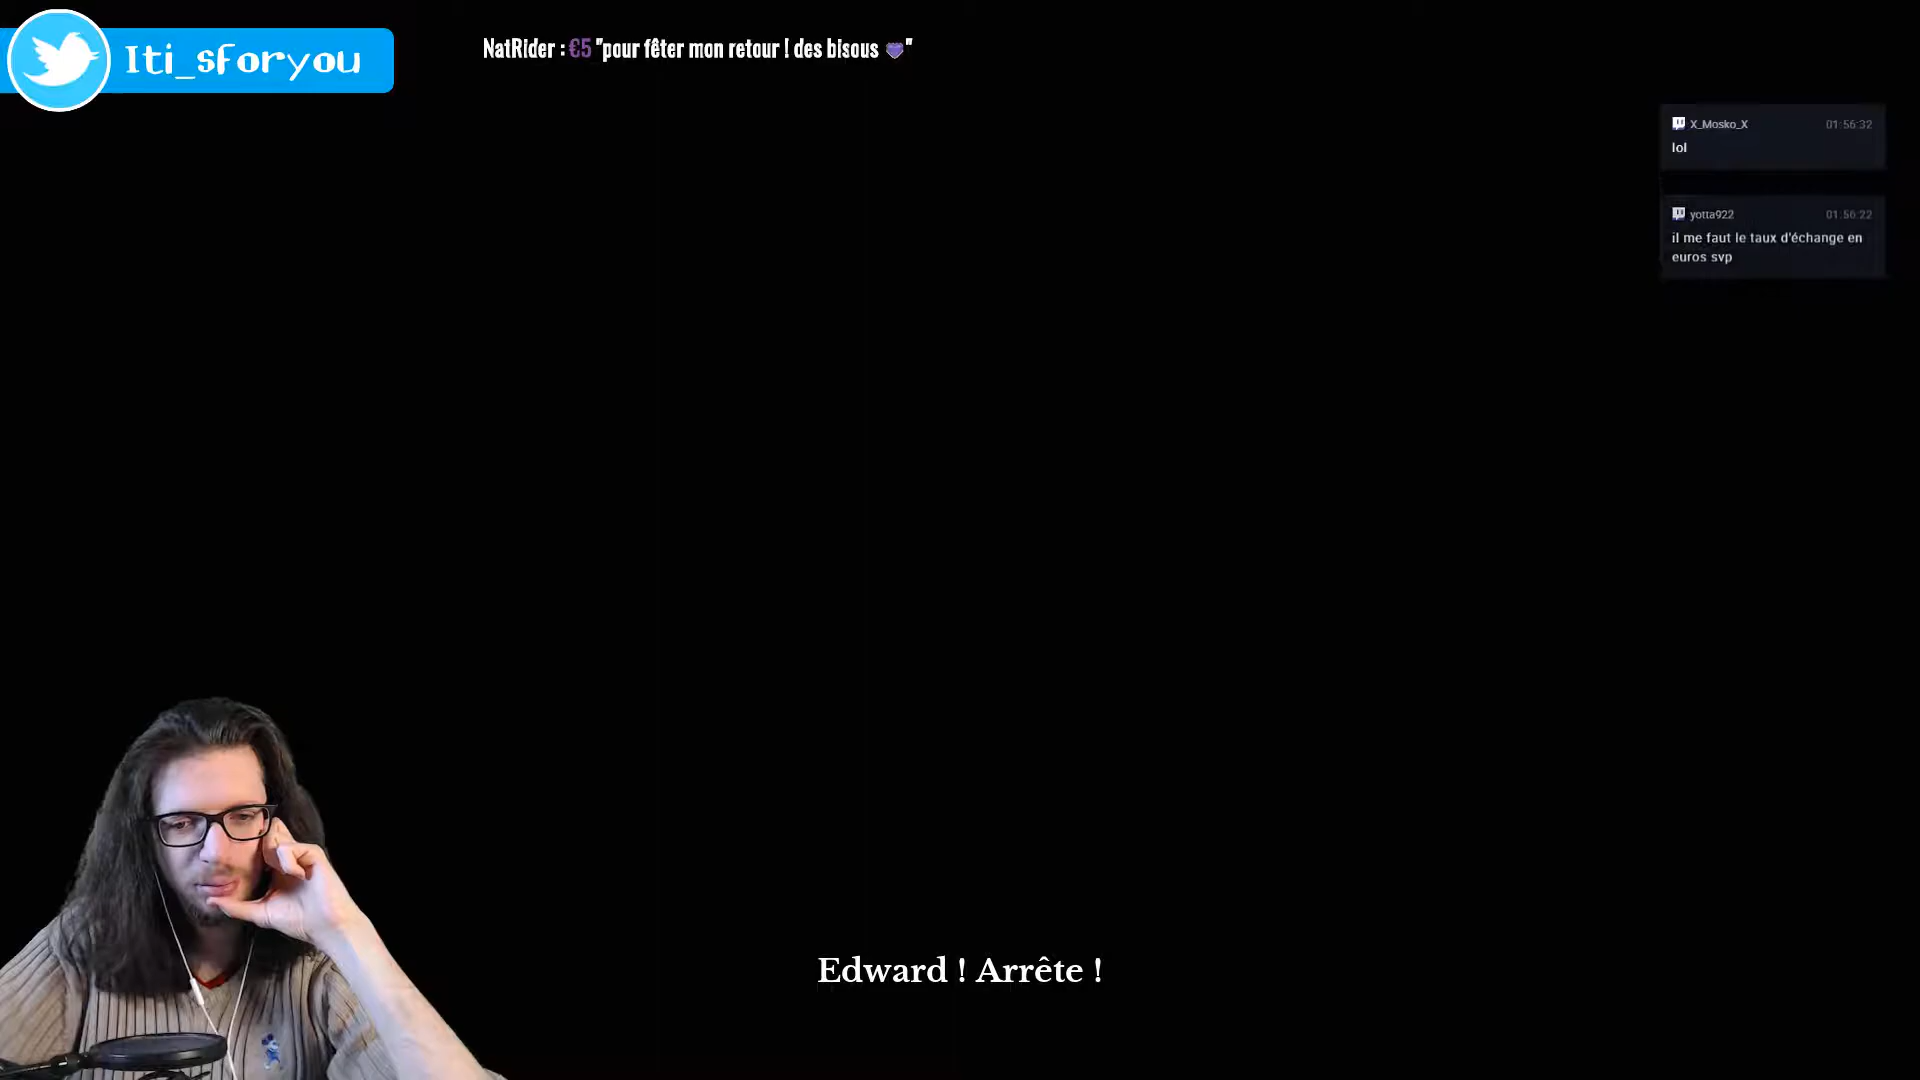 Iti_sforyou
NatRider : €5 "pour fêter mon retour ! des bisous 💜"
X_Mosko_X 01:56:32
lol
yotta922 01:56:22
il me faut le taux d'échange en
euros svp
Edward ! Arrête !